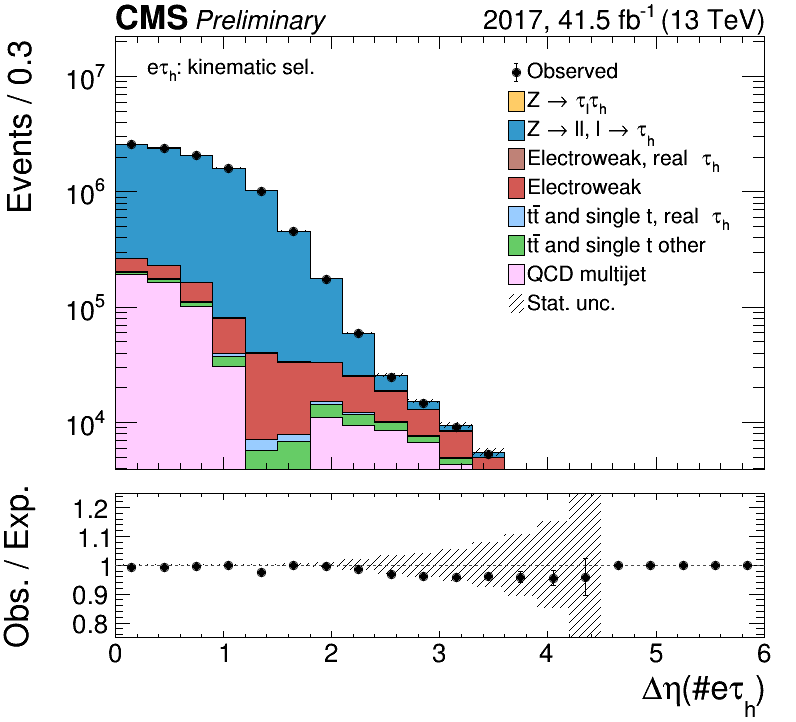 CMS Preliminary 2017, 41.5 fb⁻¹ (13 TeV)
eτₕ: kinematic sel.
Observed
Z → τₗτₕ
Z → ll, l → τₕ
Electroweak, real τₕ
Electroweak
tt̄ and single t, real τₕ
tt̄ and single t other
QCD multijet
Stat. unc.
Events / 0.3
10⁷
10⁶
10⁵
10⁴
Obs. / Exp.
1.2
1.1
1
0.9
0.8
0 1 2 3 4 5 6
Δη(#eτₕ)